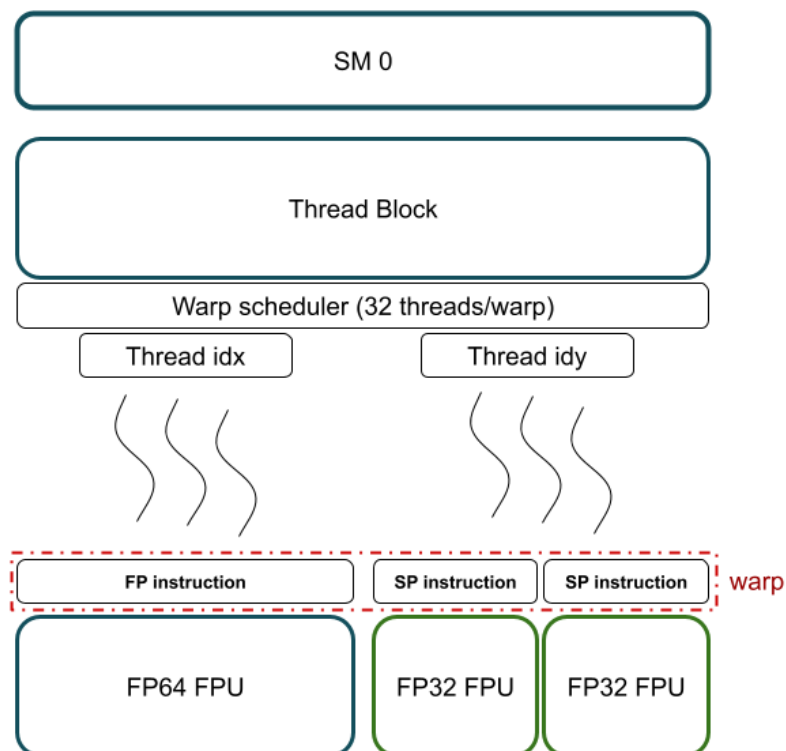 SM 0
Thread Block
Warp scheduler (32 threads/warp)
Thread idx
Thread idy
FP instruction
SP instruction
SP instruction
warp
FP64 FPU
FP32 FPU
FP32 FPU